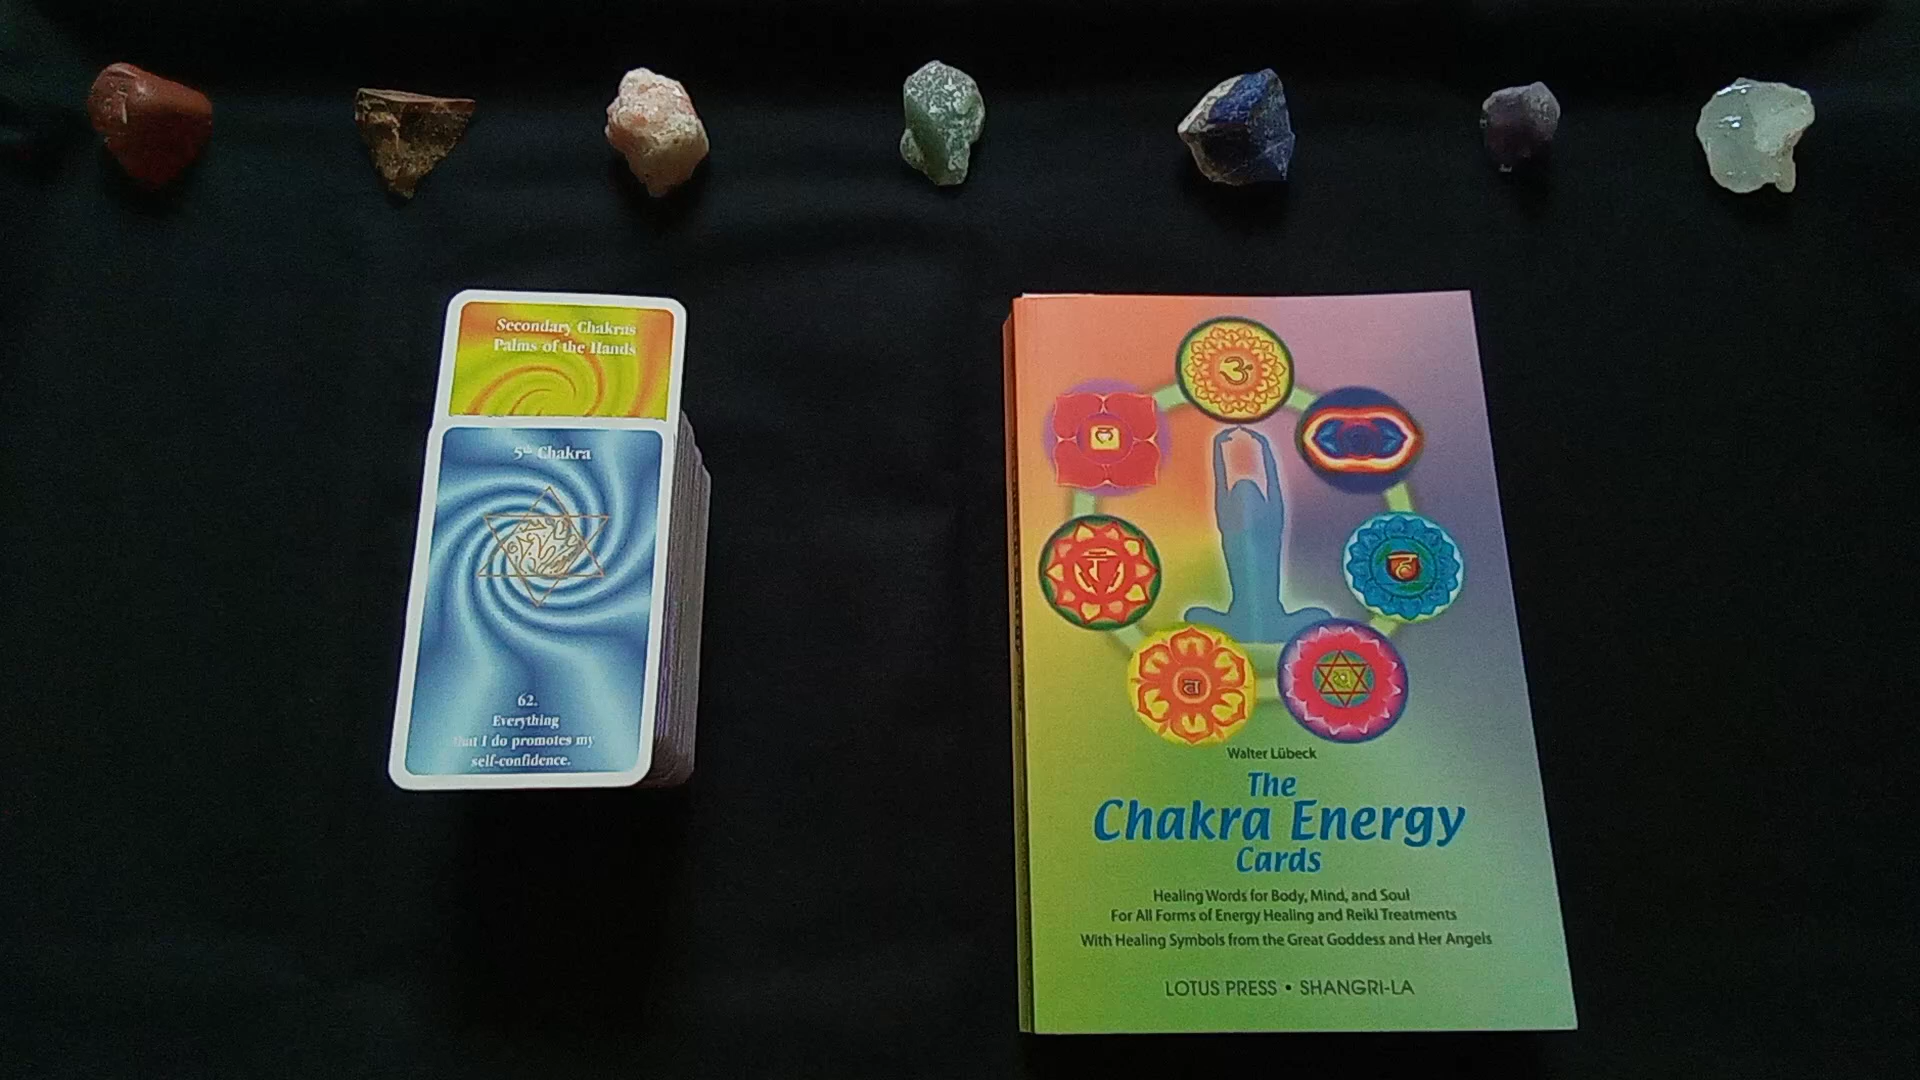 Secondary Chakras
Palms of the Hands
5th Chakra
62.
Everything
that I do promotes my
self-confidence.
Walter Lübeck
The
Chakra Energy
Cards
Healing Words for Body, Mind, and Soul
For All Forms of Energy Healing and Reiki Treatments
With Healing Symbols from the Great Goddess and Her Angels
LOTUS PRESS • SHANGRI-LA